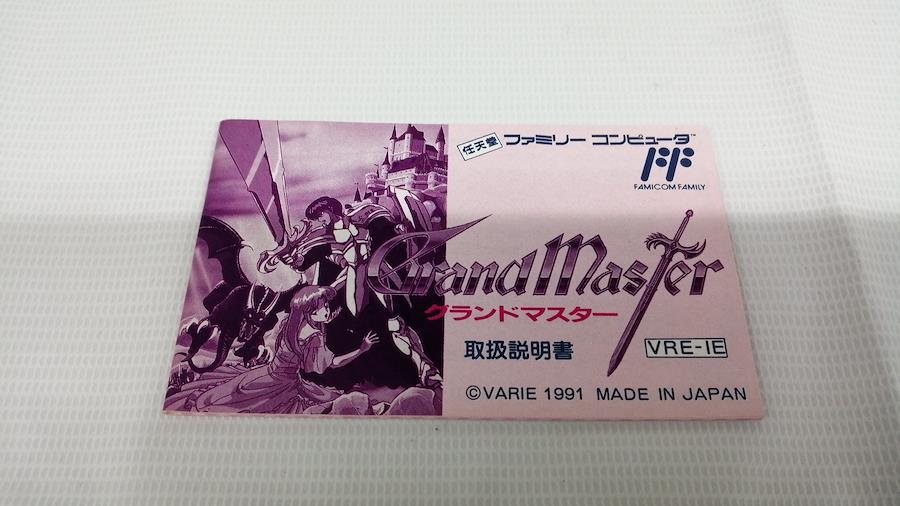 任天堂 ファミリー コンピュータ™
FAMICOM FAMILY
Grand Master
グランドマスター
取扱説明書
VRE-IE
©VARIE 1991 MADE IN JAPAN